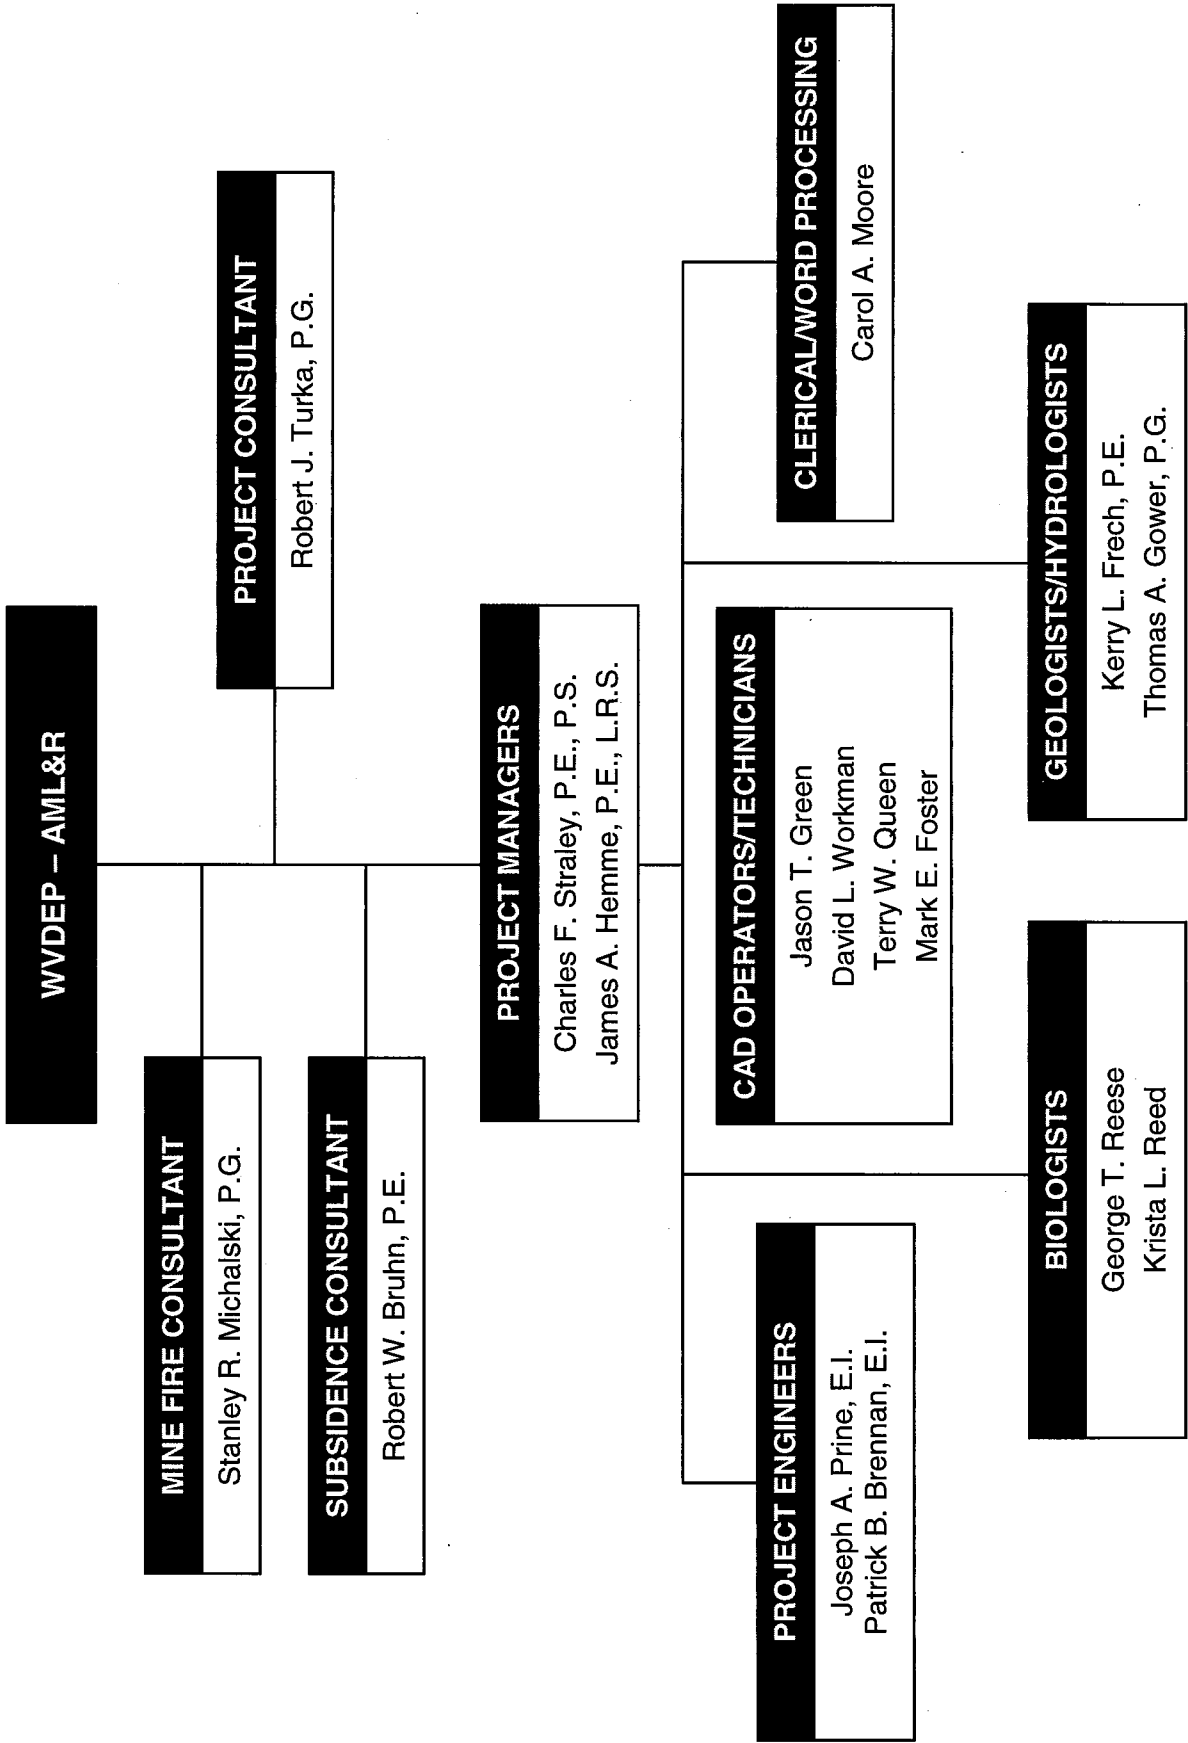 WVDEP – AML&R
MINE FIRE CONSULTANT
Stanley R. Michalski, P.G.
PROJECT CONSULTANT
Robert J. Turka, P.G.
SUBSIDENCE CONSULTANT
Robert W. Bruhn, P.E.
PROJECT MANAGERS
Charles F. Straley, P.E., P.S.
James A. Hemme, P.E., L.R.S.
PROJECT ENGINEERS
Joseph A. Prine, E.I.
Patrick B. Brennan, E.I.
CAD OPERATORS/TECHNICIANS
Jason T. Green
David L. Workman
Terry W. Queen
Mark E. Foster
CLERICAL/WORD PROCESSING
Carol A. Moore
BIOLOGISTS
George T. Reese
Krista L. Reed
GEOLOGISTS/HYDROLOGISTS
Kerry L. Frech, P.E.
Thomas A. Gower, P.G.